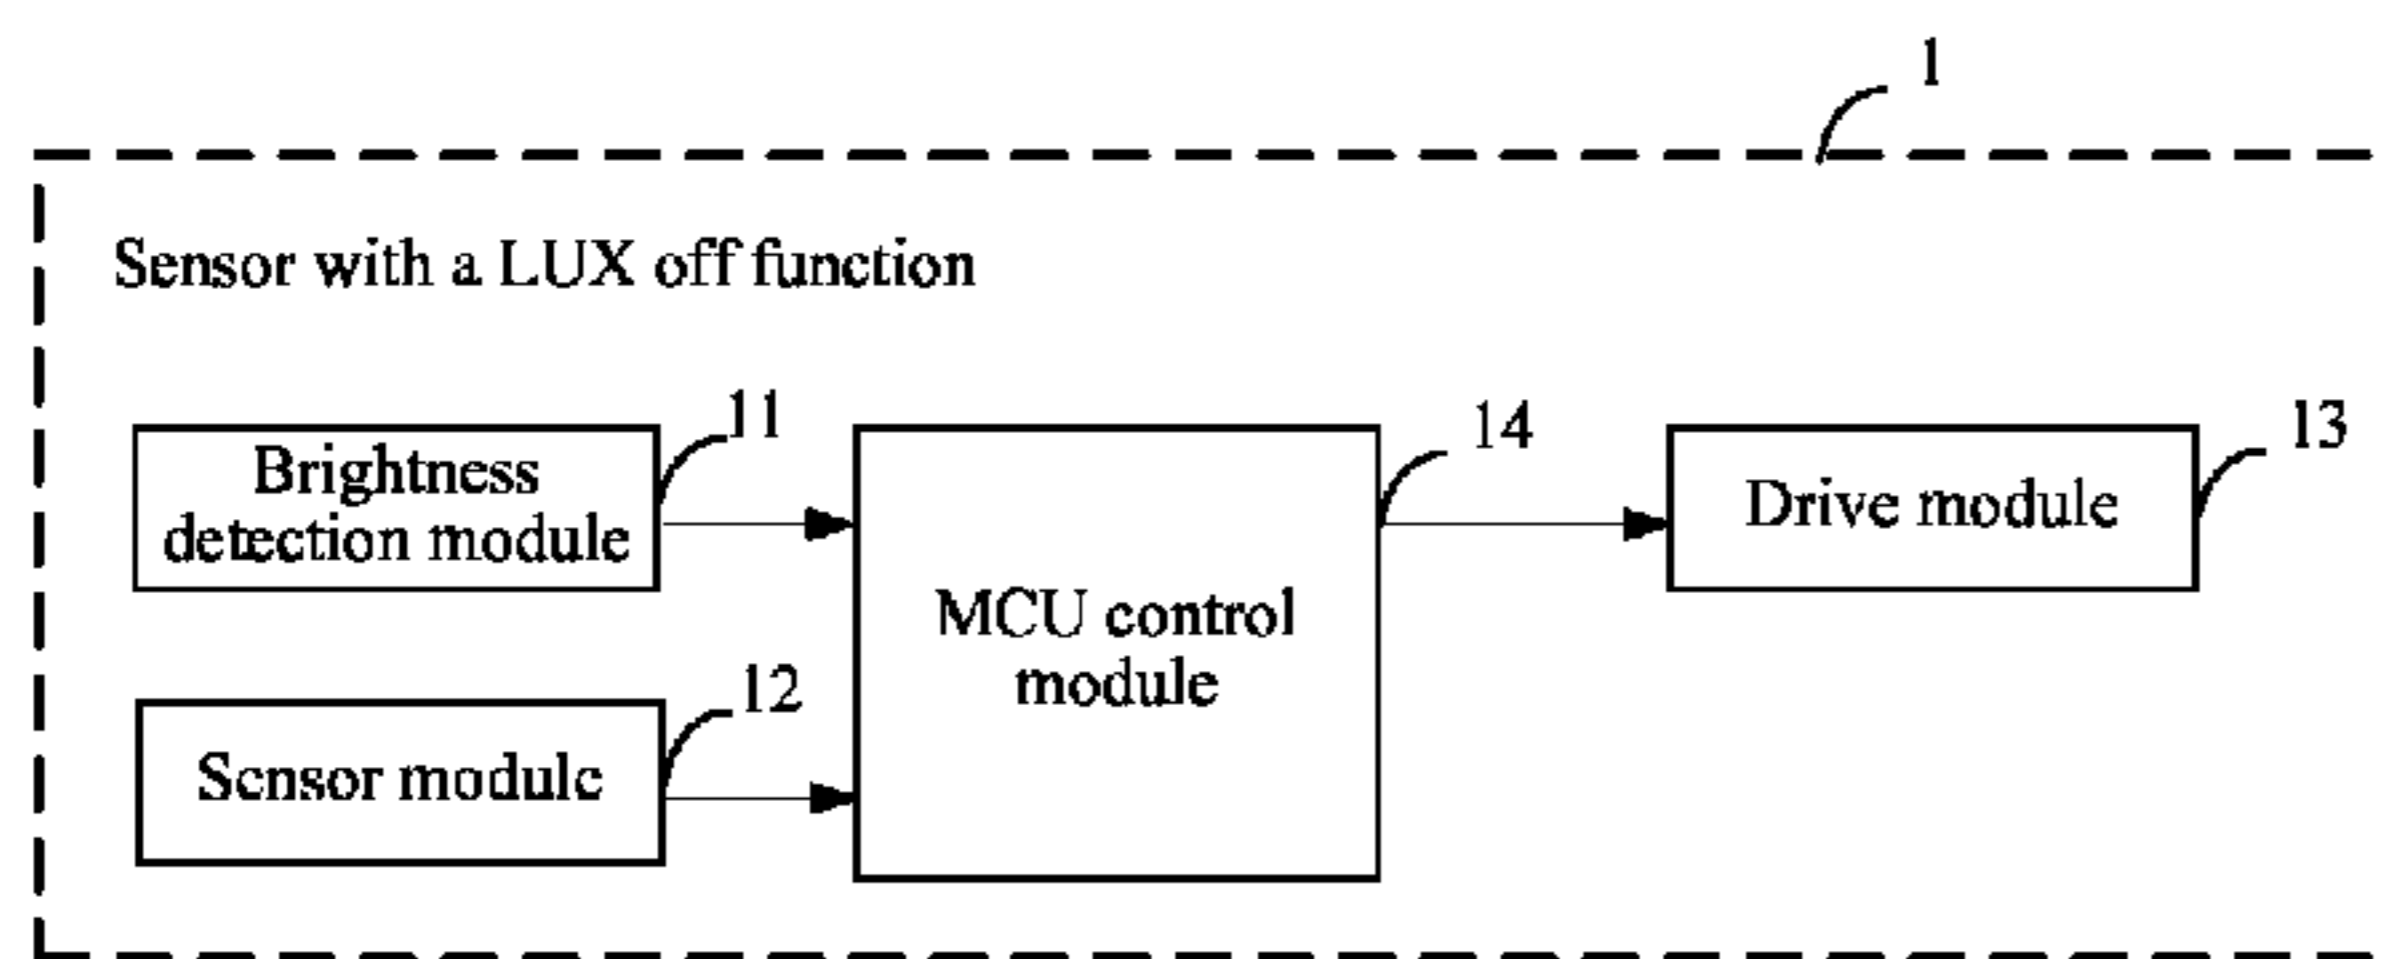 1
Sensor with a LUX off function
11
14
13
Brightness
detection module
Drive module
MCU control
module
12
Sensor module